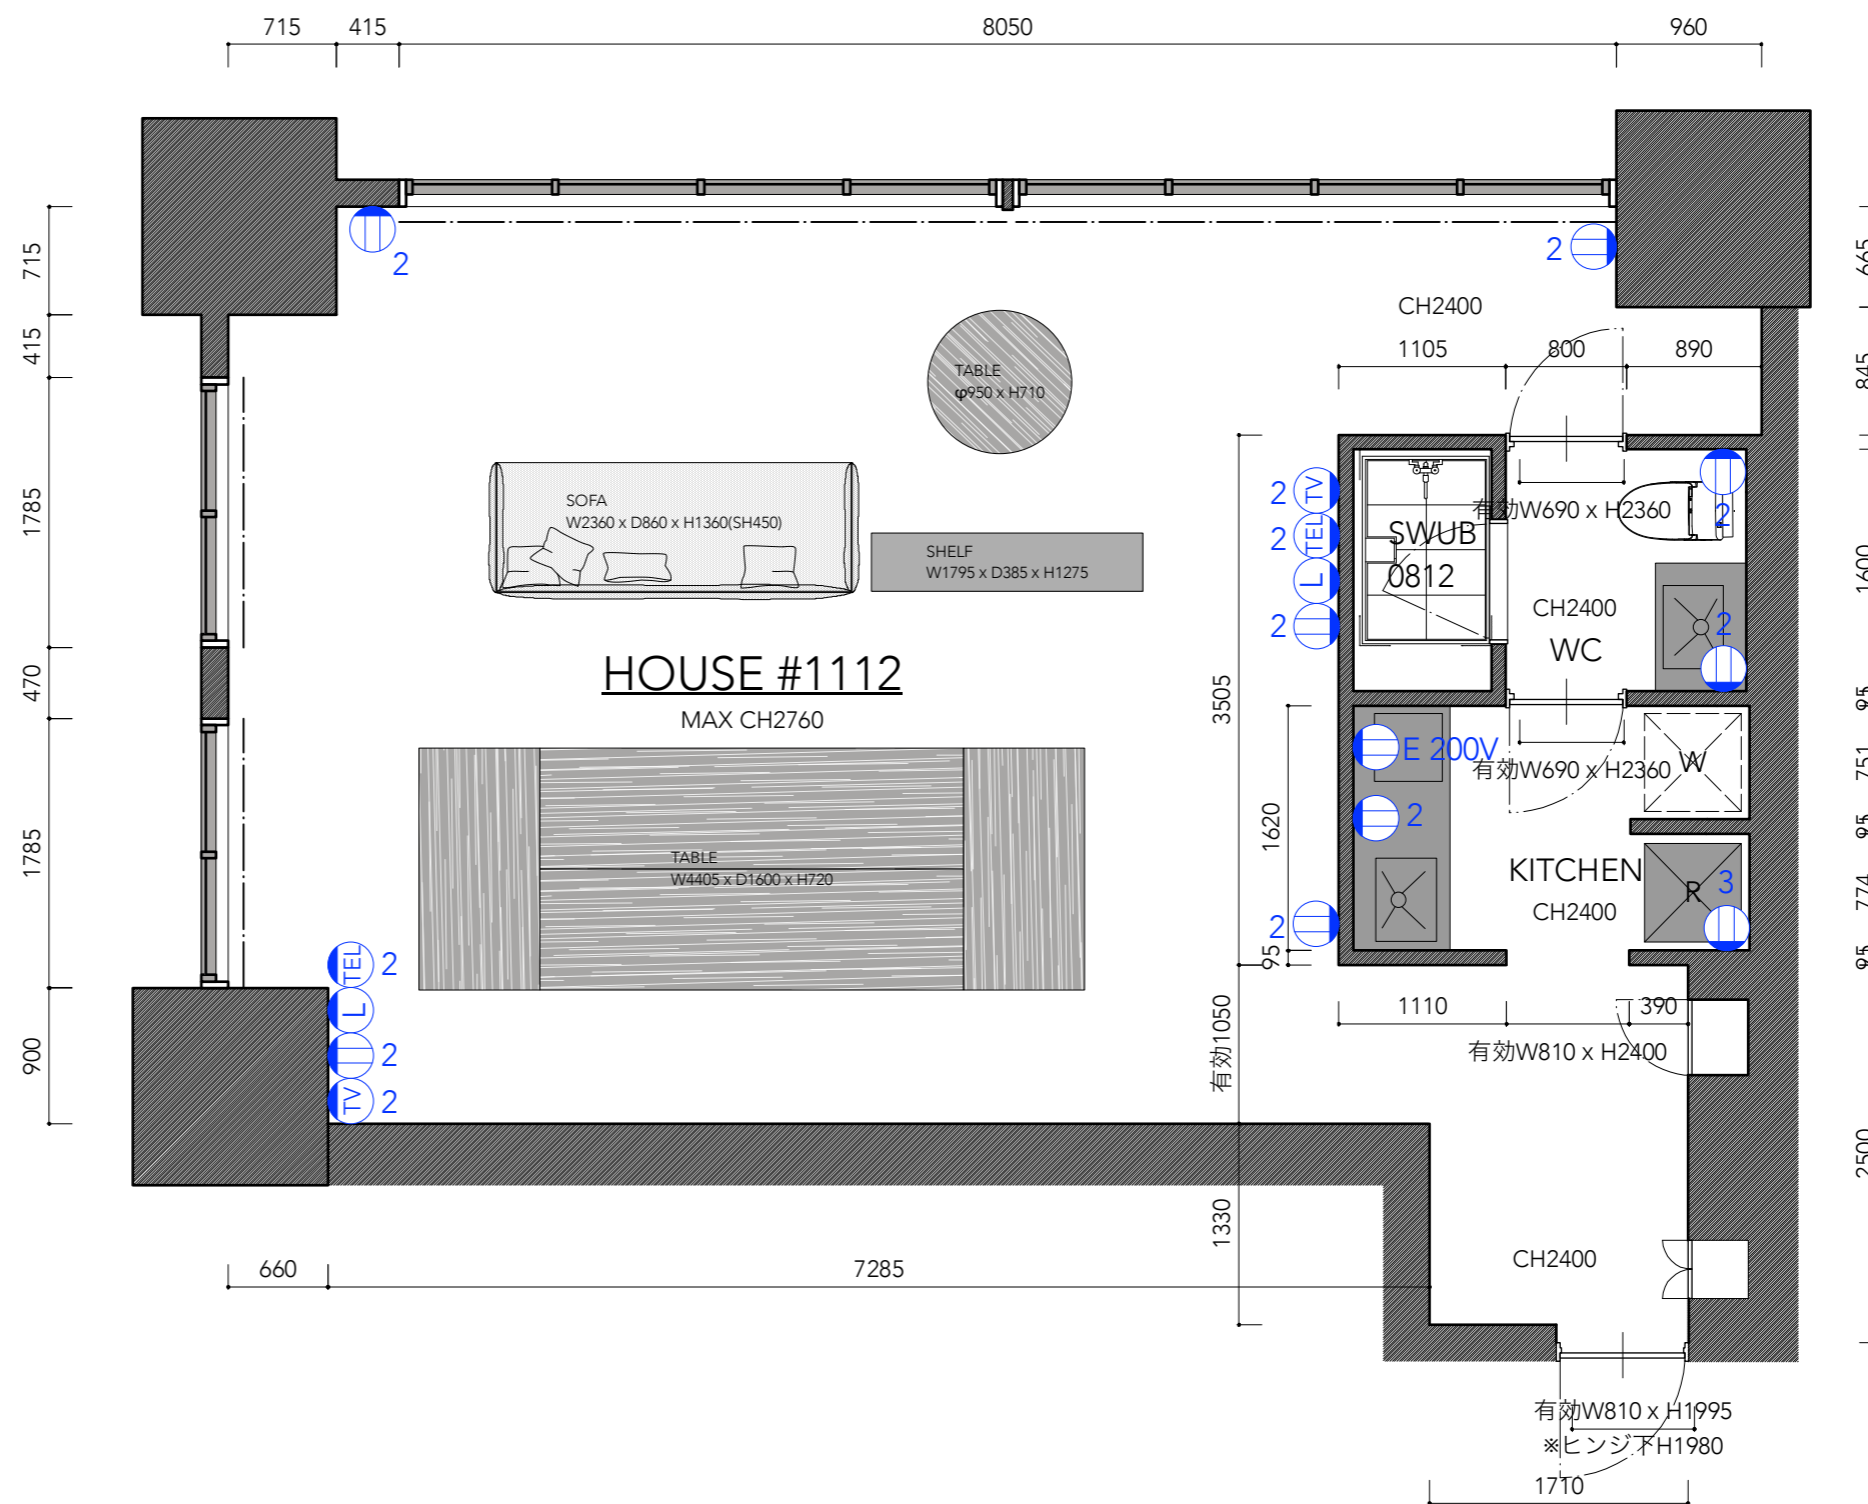 715 415 8050 960
715
415
1785
470
1785
900
2
2
CH2400
1105 800 890
TABLE
φ950 x H710
SOFA
W2360 x D860 x H1360(SH450)
SHELF
W1795 x D385 x H1275
HOUSE #1112
MAX CH2760
TABLE
W4405 x D1600 x H720
2 TV
2 TEL
L
2
SWUB
0812
有効W690 x H2360
2
CH2400
WC
2
3505
1620
95
E 200V
有効W690 x H2360
W
2
KITCHEN
CH2400
R
3
2
TEL 2
L
2
TV 2
有効1050
1110 390
有効W810 x H2400
1330
CH2400
660 7285
有効W810 x H1995
※ヒンジ下H1980
1710
665
845
1600
95
751
95
774
95
2500